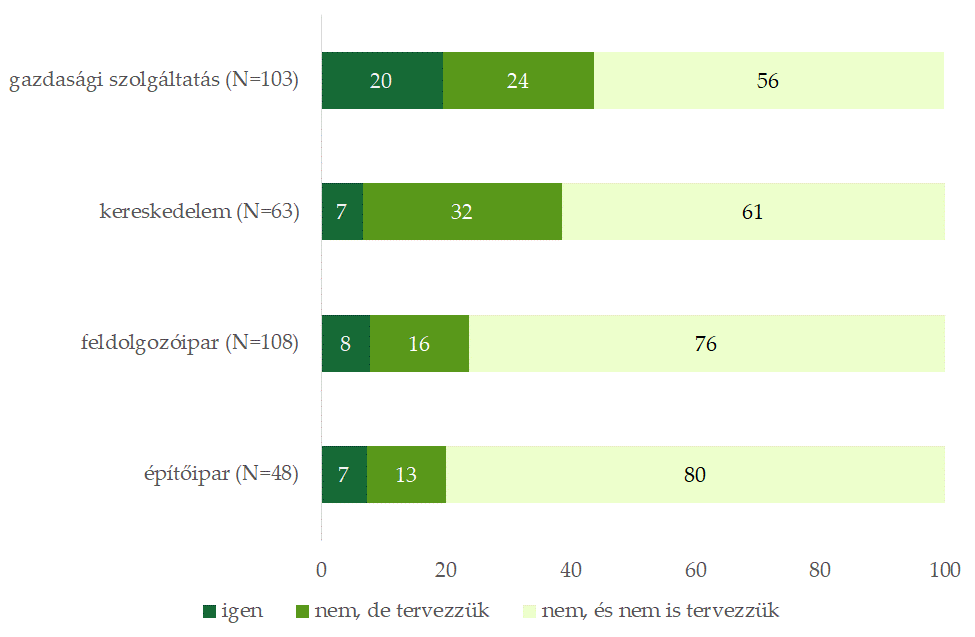 gazdasági szolgáltatás (N=103)
20 24 56
kereskedelem (N=63)
7 32 61
feldolgozóipar (N=108)
8 16 76
építőipar (N=48)
7 13 80
0 20 40 60 80 100
igen nem, de tervezzük nem, és nem is tervezzük